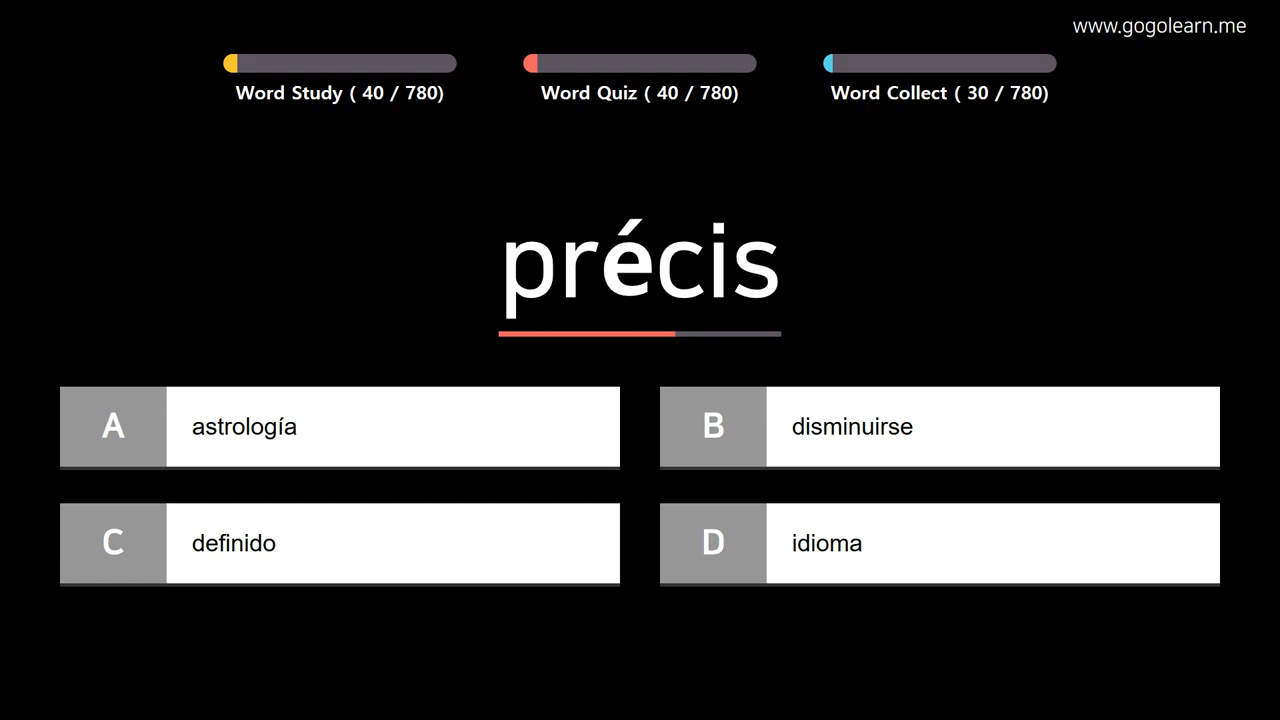 www.gogolearn.me
Word Study ( 40 / 780)
Word Quiz ( 40 / 780)
Word Collect ( 30 / 780)
précis
A astrología
B disminuirse
C definido
D idioma